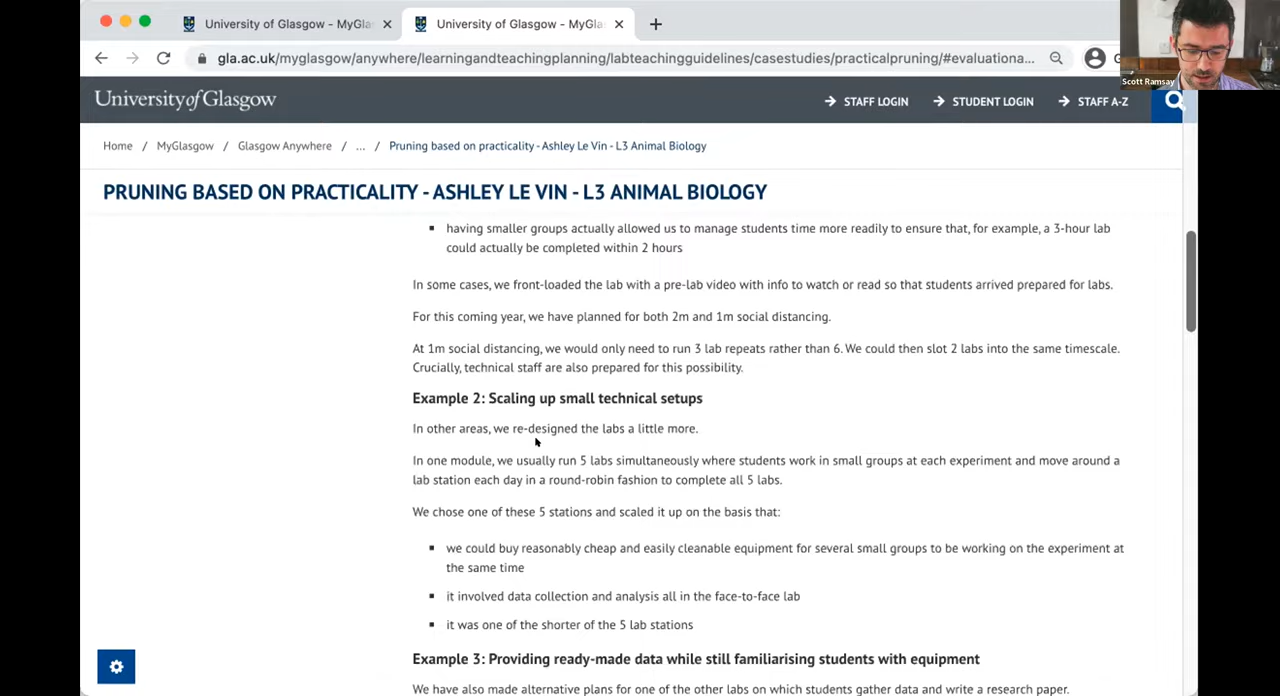 University of Glasgow - MyGla
University of Glasgow - MyGla
gla.ac.uk/myglasgow/anywhere/learningandteachingplanning/labteachingguidelines/casestudies/practicalpruning/#evaluationa...
Scott Ramsay
University of Glasgow
STAFF LOGIN
STUDENT LOGIN
STAFF A-Z
Home / MyGlasgow / Glasgow Anywhere / ... / Pruning based on practicality - Ashley Le Vin - L3 Animal Biology
PRUNING BASED ON PRACTICALITY - ASHLEY LE VIN - L3 ANIMAL BIOLOGY
having smaller groups actually allowed us to manage students time more readily to ensure that, for example, a 3-hour lab
could actually be completed within 2 hours
In some cases, we front-loaded the lab with a pre-lab video with info to watch or read so that students arrived prepared for labs.
For this coming year, we have planned for both 2m and 1m social distancing.
At 1m social distancing, we would only need to run 3 lab repeats rather than 6. We could then slot 2 labs into the same timescale.
Crucially, technical staff are also prepared for this possibility.
Example 2: Scaling up small technical setups
In other areas, we re-designed the labs a little more.
In one module, we usually run 5 labs simultaneously where students work in small groups at each experiment and move around a
lab station each day in a round-robin fashion to complete all 5 labs.
We chose one of these 5 stations and scaled it up on the basis that:
we could buy reasonably cheap and easily cleanable equipment for several small groups to be working on the experiment at
the same time
it involved data collection and analysis all in the face-to-face lab
it was one of the shorter of the 5 lab stations
Example 3: Providing ready-made data while still familiarising students with equipment
We have also made alternative plans for one of the other labs on which students gather data and write a research paper.